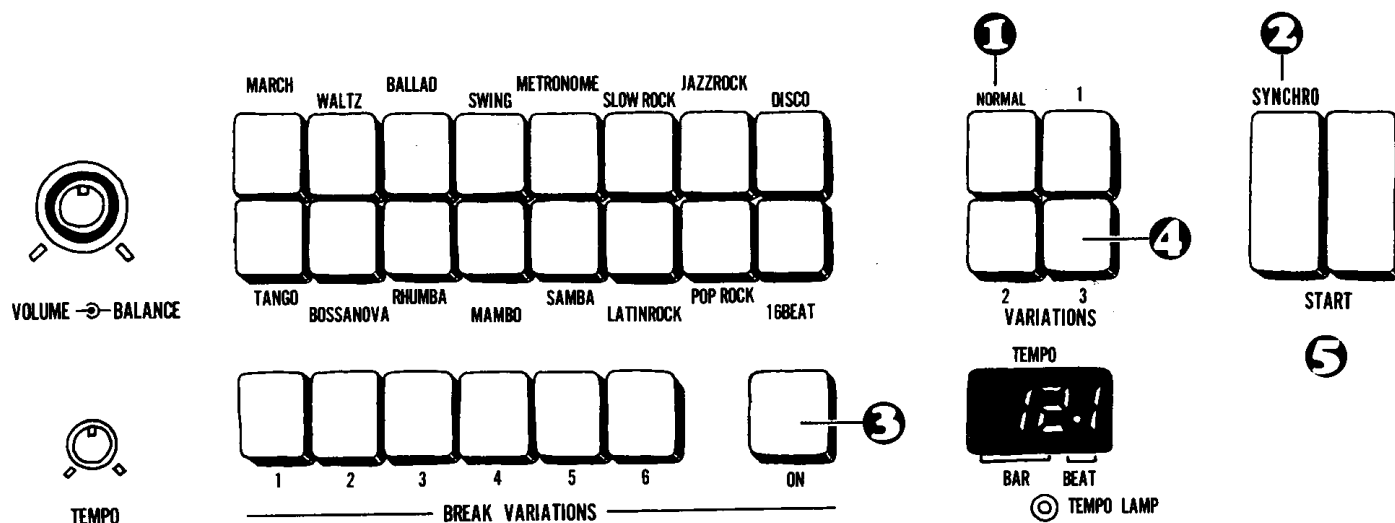 1 2
MARCH WALTZ BALLAD SWING METRONOME SLOW ROCK JAZZROCK DISCO
NORMAL 1
SYNCHRO
4
TANGO BOSSANOVA RHUMBA MAMBO SAMBA LATINROCK POP ROCK 16BEAT
2 3
VARIATIONS
START
VOLUME BALANCE
TEMPO
5
12.1
3
1 2 3 4 5 6 ON
BAR BEAT
TEMPO LAMP
TEMPO
BREAK VARIATIONS